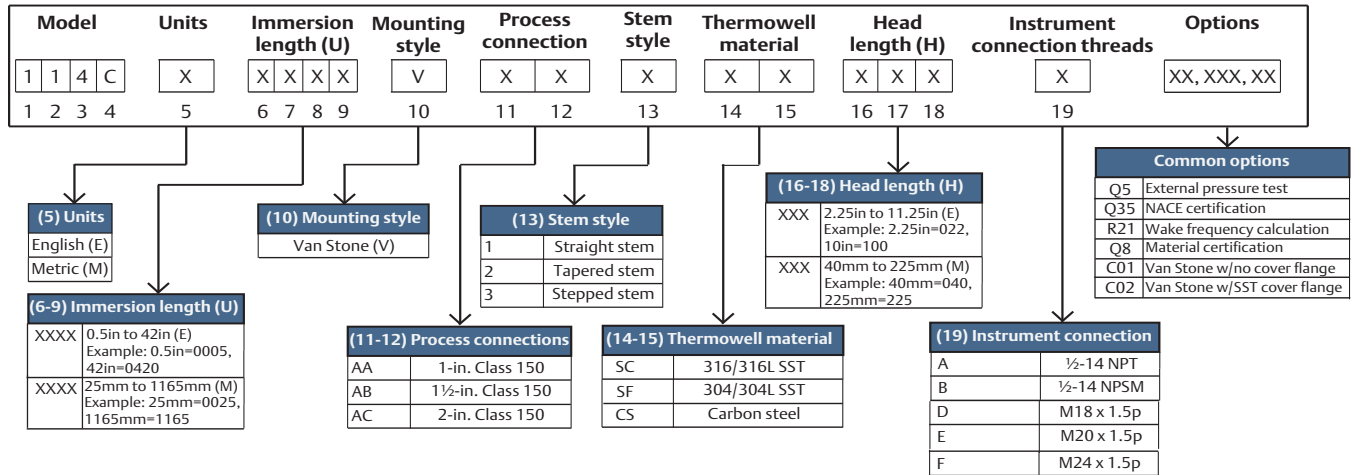 Model Units Immersion length (U) Mounting style Process connection Stem style Thermowell material Head length (H) Instrument connection threads Options
1 1 4 C X X X X X V X X X X X X X X X XX, XXX, XX
1 2 3 4 5 6 7 8 9 10 11 12 13 14 15 16 17 18 19
(5) Units
English (E)
Metric (M)
(6-9) Immersion length (U)
XXXX 0.5in to 42in (E)
Example: 0.5in=0005,
42in=0420
XXXX 25mm to 1165mm (M)
Example: 25mm=0025,
1165mm=1165
(10) Mounting style
Van Stone (V)
(11-12) Process connections
AA 1-in. Class 150
AB 1½-in. Class 150
AC 2-in. Class 150
(13) Stem style
1 Straight stem
2 Tapered stem
3 Stepped stem
(14-15) Thermowell material
SC 316/316L SST
SF 304/304L SST
CS Carbon steel
(16-18) Head length (H)
XXX 2.25in to 11.25in (E)
Example: 2.25in=022,
10in=100
XXX 40mm to 225mm (M)
Example: 40mm=040,
225mm=225
(19) Instrument connection
A ½-14 NPT
B ½-14 NPSM
D M18 x 1.5p
E M20 x 1.5p
F M24 x 1.5p
Common options
Q5 External pressure test
Q35 NACE certification
R21 Wake frequency calculation
Q8 Material certification
C01 Van Stone w/no cover flange
C02 Van Stone w/SST cover flange